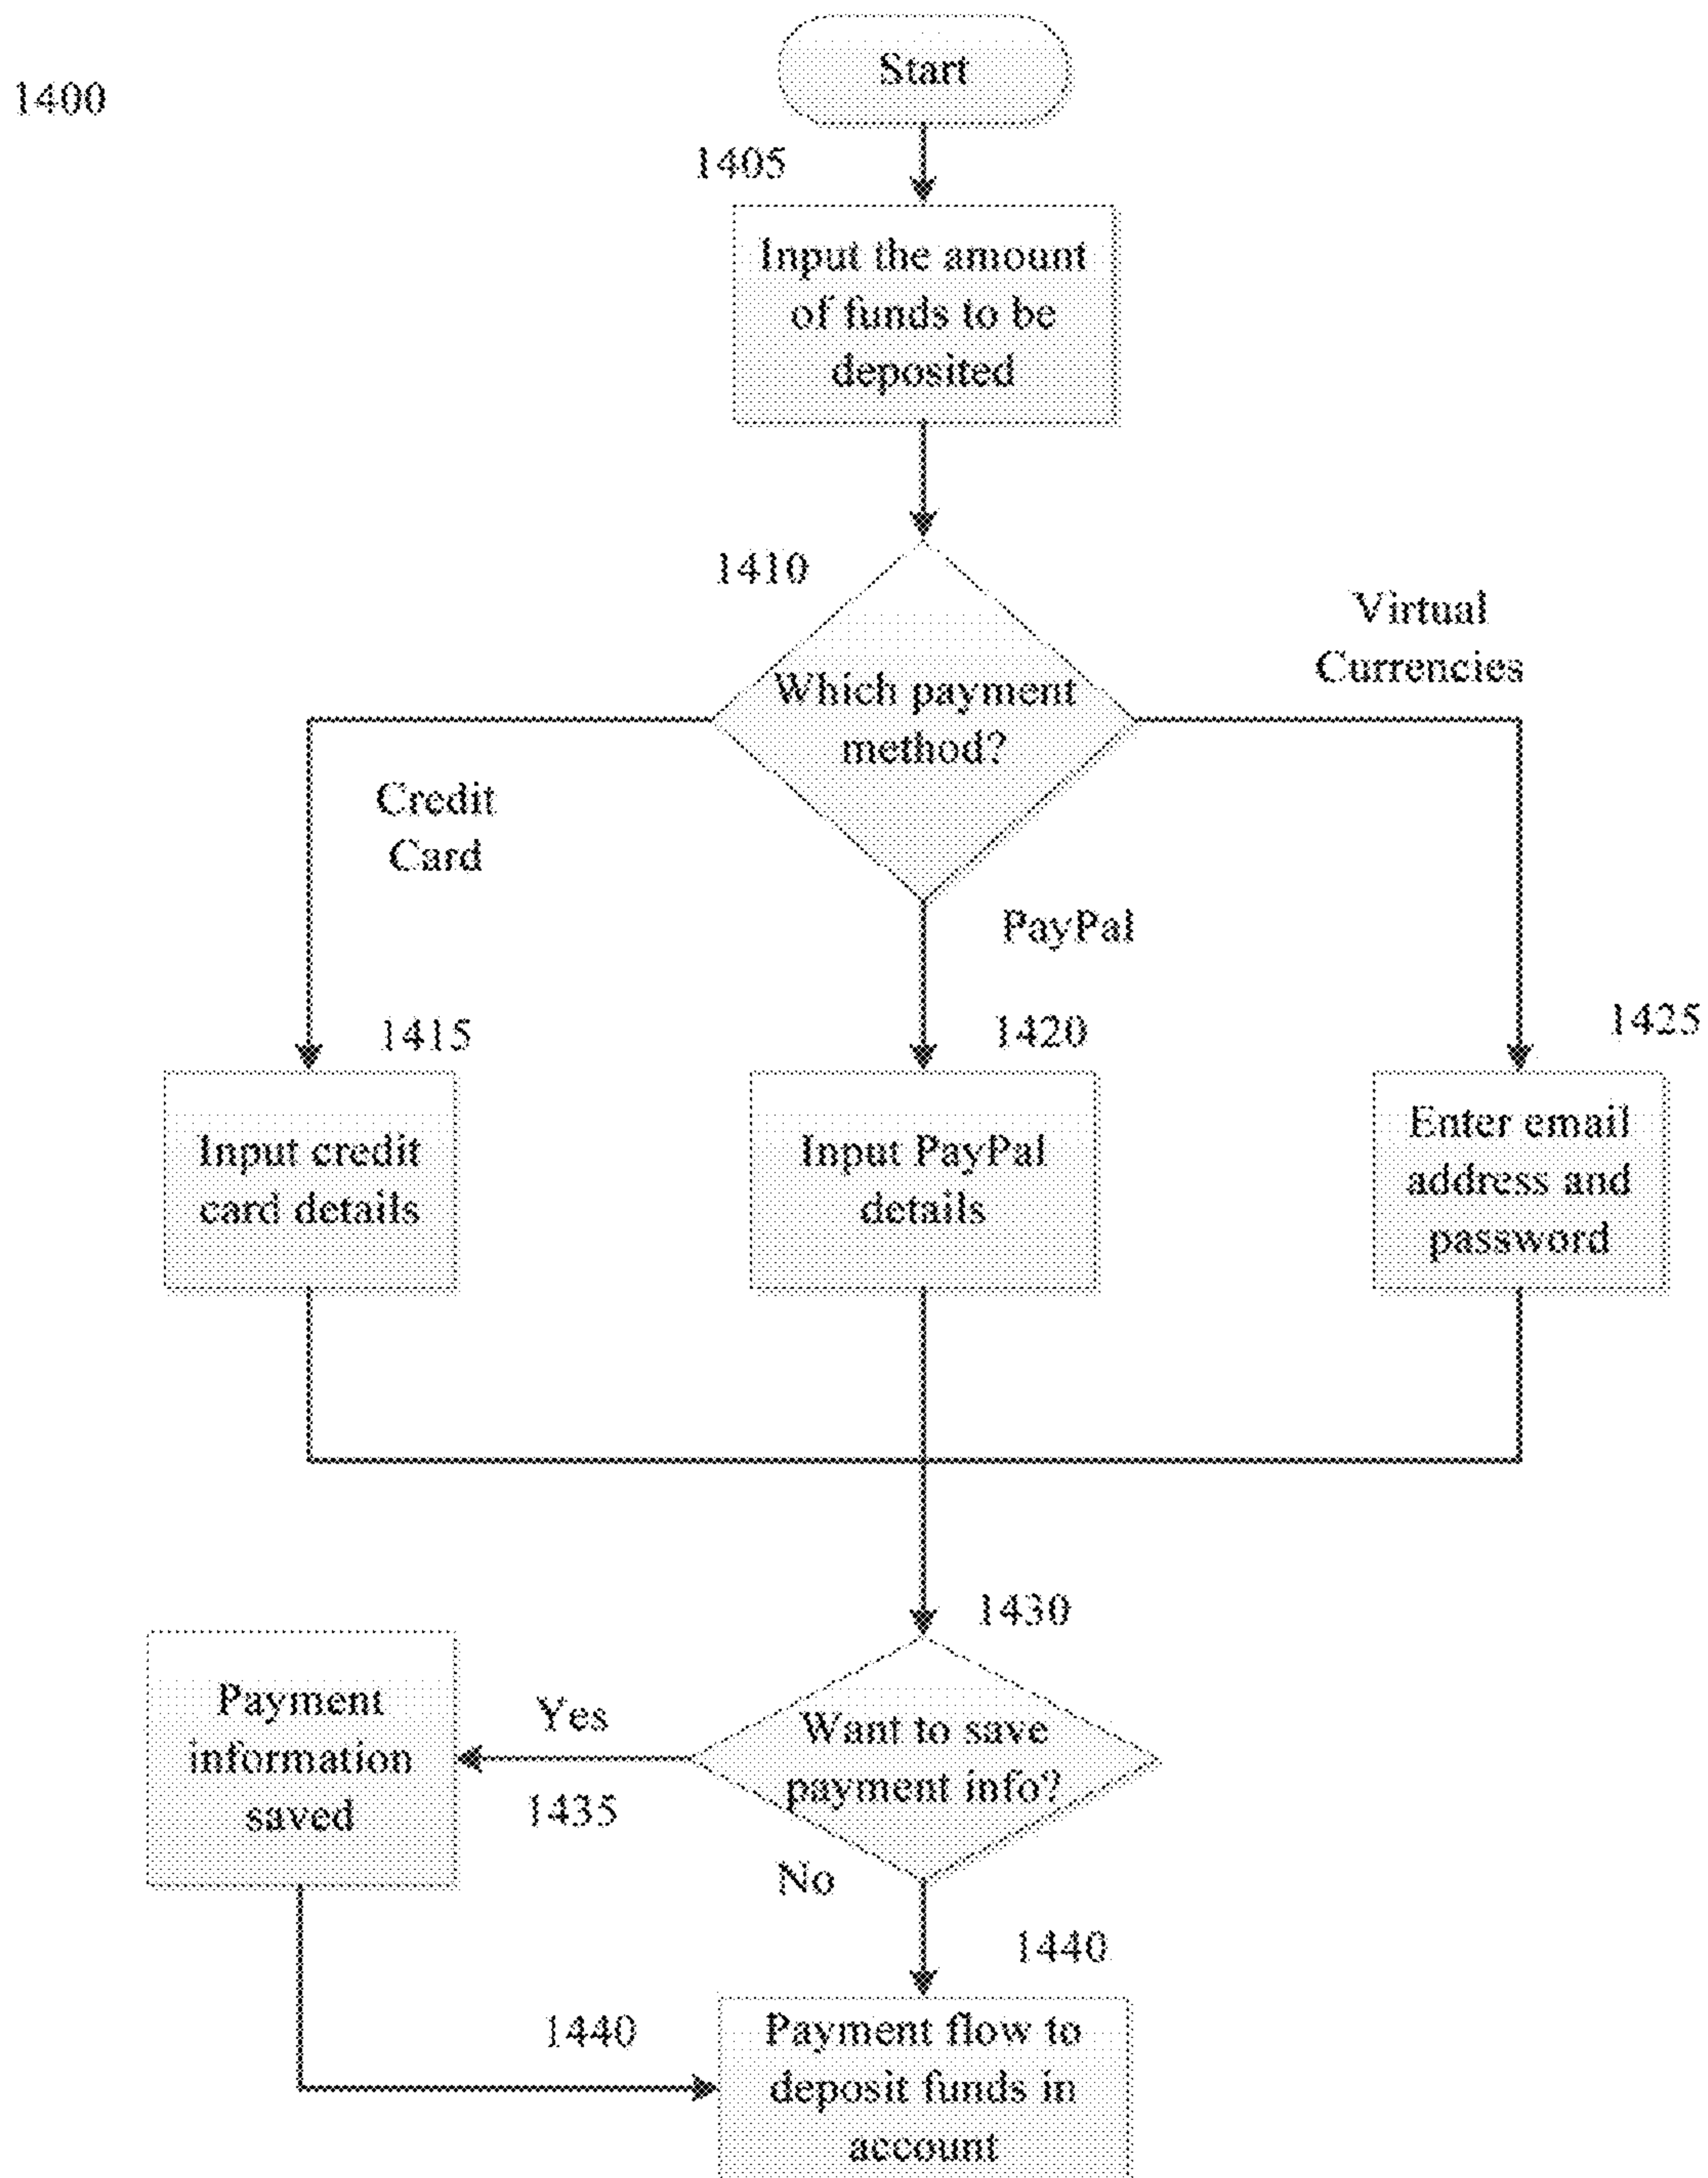 Start
1400
1405
Input the amount
of funds to be
deposited
1410
Which payment
method?
Virtual
Currencies
Credit
Card
PayPal
1415
1420
1425
Input credit
card details
Input PayPal
details
Enter email
address and
password
1430
Want to save
payment info?
Yes
1435
Payment
information
saved
No
1440
1440
Payment flow to
deposit funds in
account